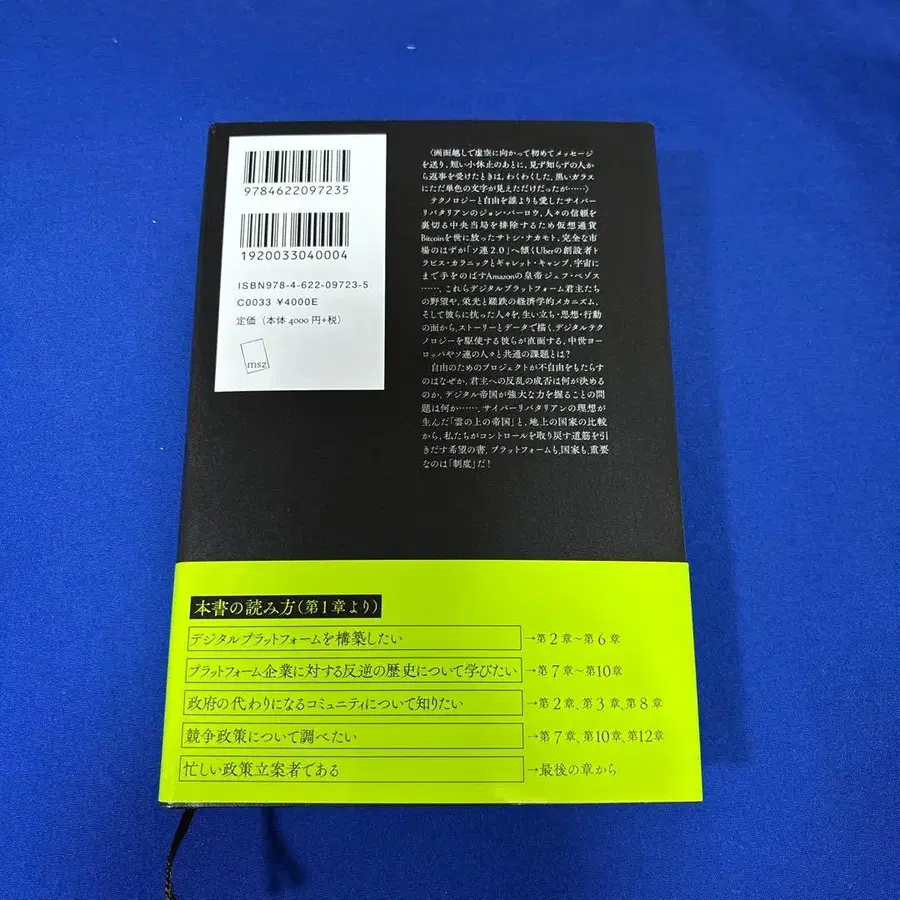 9784622097235
1920033040004
ISBN978-4-622-09723-5
C0033 ¥4000E
定価(本体4000円+税)
msz
〈画面越しで虚空に向かって初めてメッセージ
を送り,短い小休止のあとに,見ず知らずの人から
返事を受けたときは,わくわくした.黒いガラス
にただ単色の文字が見えただけだったが……〉
テクノロジーと自由を誰よりも愛したサイバー
リバタリアンのジョン・バーロウ,人々の信頼を
裏切る中央当局を排除するため仮想通貨
Bitcoinを世に放ったサトシ・ナカモト,完全な市
場のはずが「ソ連2.0」へ傾くUberの創設者ト
ラビス・カラニックとギャレット・キャンプ,宇宙に
まで手をのばすAmazonの皇帝ジェフ・ベゾス
……,これらデジタルプラットフォーム君主たち
の野望や,栄光と蹉跌の経済学的メカニズム,
そして彼らに抗った人々を,生い立ち・思想・行動
の面から,ストーリーとデータで描く.デジタルテク
ノロジーを駆使する彼らが直面する,中世ヨー
ロッパやソ連の人々と共通の課題とは?
自由のためのプロジェクトが不自由をもたらす
のはなぜか,君主への反乱の成否は何が決める
のか,デジタル帝国が強大な力を握ることの問
題は何か……,サイバーリバタリアンの理想が
生んだ「雲の上の帝国」と,地上の国家の比較
から,私たちがコントロールを取り戻す道筋を引
きだす希望の書.プラットフォームも,国家も,重要
なのは「制度」だ!
本書の読み方(第1章より)
デジタルプラットフォームを構築したい →第2章〜第6章
プラットフォーム企業に対する反逆の歴史について学びたい →第7章〜第10章
政府の代わりになるコミュニティについて知りたい →第2章、第3章、第8章
競争政策について調べたい →第7章、第10章、第12章
忙しい政策立案者である →最後の章から